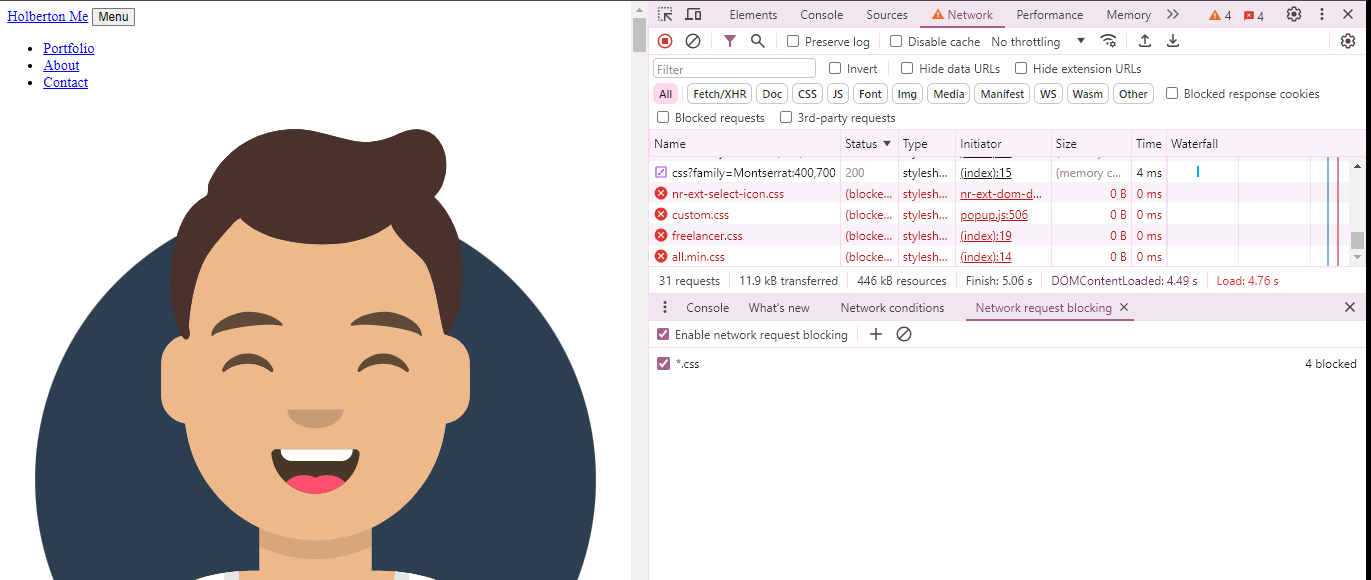 Holberton Me Menu
Portfolio
About
Contact
Elements Console Sources Network Performance Memory 4 4
Preserve log Disable cache No throttling
Filter Invert Hide data URLs Hide extension URLs
All Fetch/XHR Doc CSS JS Font Img Media Manifest WS Wasm Other Blocked response cookies
Blocked requests 3rd-party requests
Name Status Type Initiator Size Time Waterfall
css?family=Montserrat:400,700 200 stylesh... (index):15 (memory c... 4 ms
nr-ext-select-icon.css (blocke... stylesh... nr-ext-dom-d... 0 B 0 ms
custom.css (blocke... stylesh... popup.js:506 0 B 0 ms
freelancer.css (blocke... stylesh... (index):19 0 B 0 ms
all.min.css (blocke... stylesh... (index):14 0 B 0 ms
31 requests 11.9 kB transferred 446 kB resources Finish: 5.06 s DOMContentLoaded: 4.49 s Load: 4.76 s
Console What's new Network conditions Network request blocking
Enable network request blocking
*.css 4 blocked